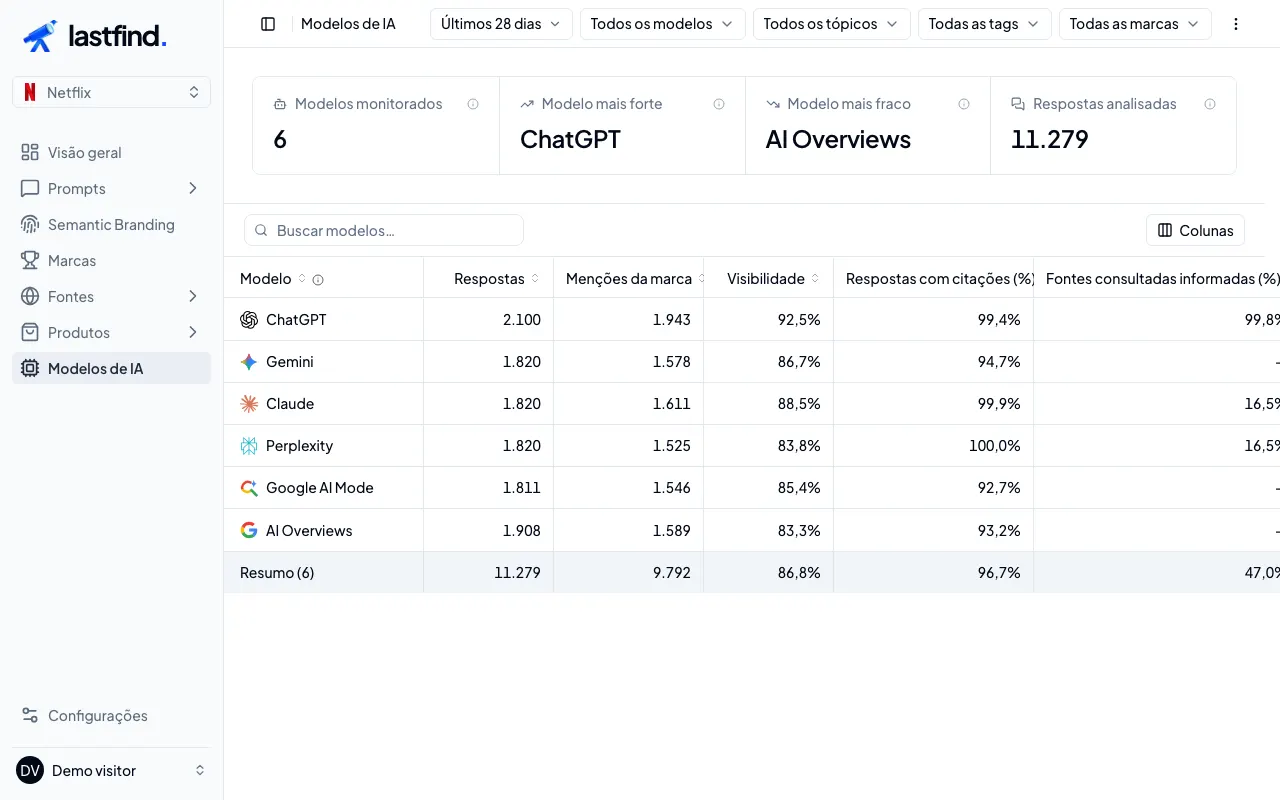 lastfind.
Modelos de IA
Últimos 28 dias
Todos os modelos
Todos os tópicos
Todas as tags
Todas as marcas
Netflix
Visão geral
Prompts
Semantic Branding
Marcas
Fontes
Produtos
Modelos de IA
Configurações
DV Demo visitor
Modelos monitorados
6
Modelo mais forte
ChatGPT
Modelo mais fraco
AI Overviews
Respostas analisadas
11.279
Buscar modelos…
Colunas
Modelo Respostas Menções da marca Visibilidade Respostas com citações (%) Fontes consultadas informadas (%)
ChatGPT 2.100 1.943 92,5% 99,4% 99,8%
Gemini 1.820 1.578 86,7% 94,7% -
Claude 1.820 1.611 88,5% 99,9% 16,5%
Perplexity 1.820 1.525 83,8% 100,0% 16,5%
Google AI Mode 1.811 1.546 85,4% 92,7% -
AI Overviews 1.908 1.589 83,3% 93,2% -
Resumo (6) 11.279 9.792 86,8% 96,7% 47,0%